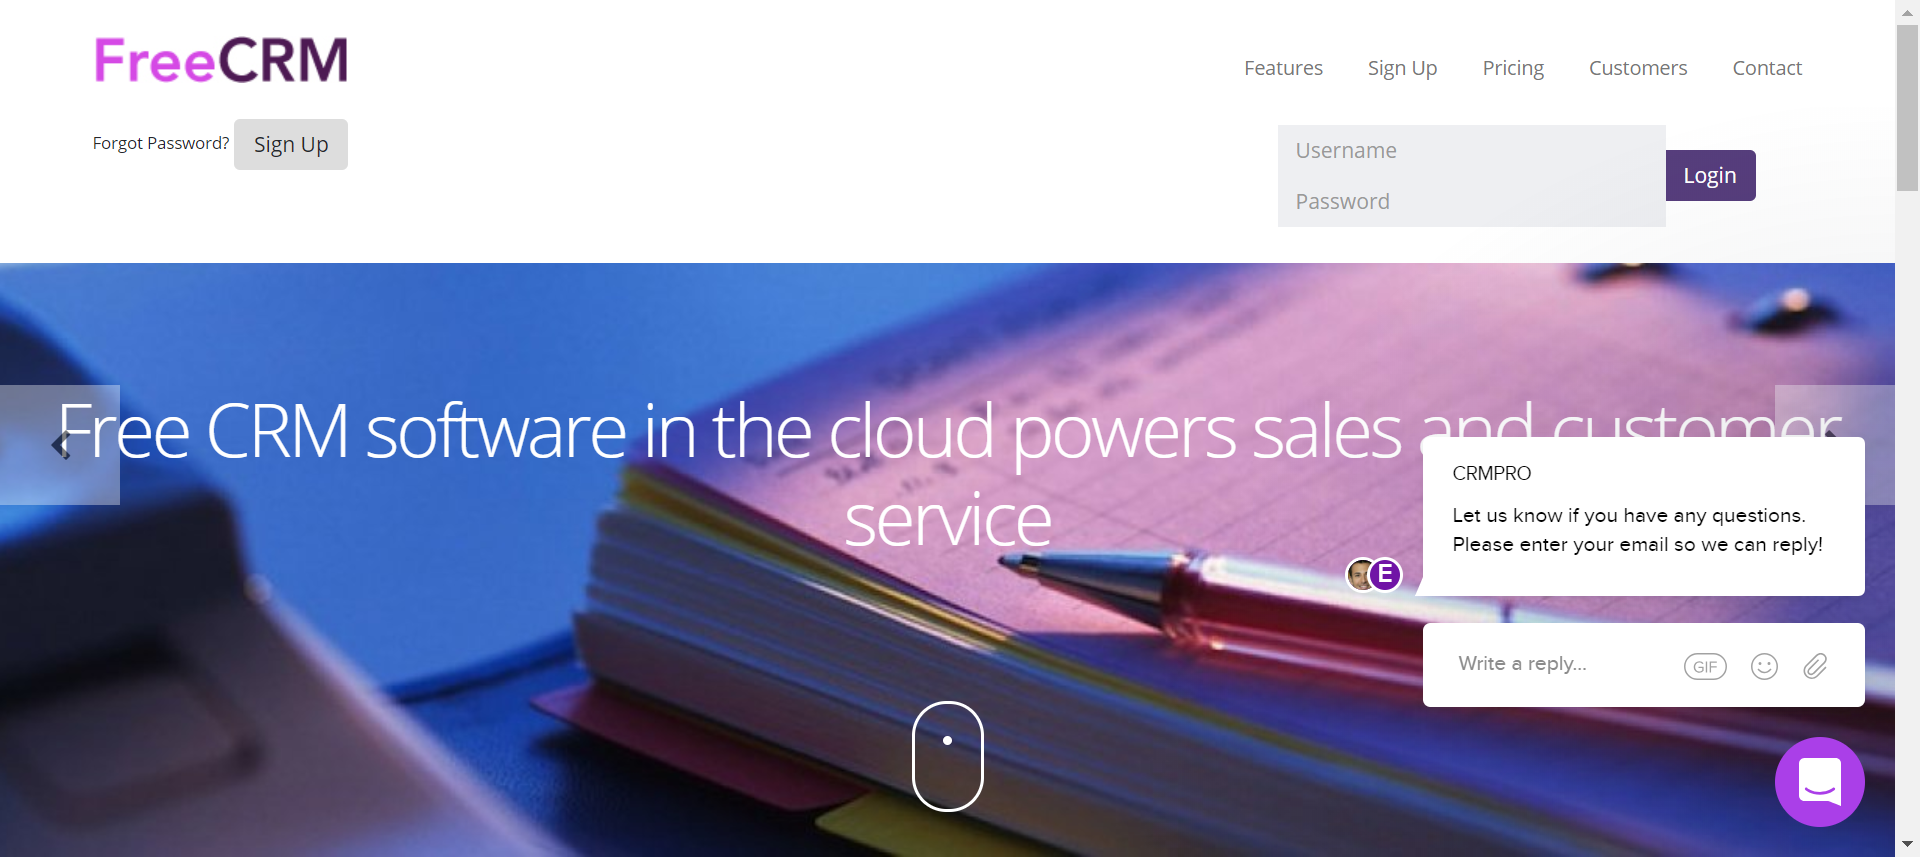 FreeCRM
Features Sign Up Pricing Customers Contact
Forgot Password? Sign Up
Username
Password
Login
Free CRM software in the cloud powers sales and customer
service
CRMPRO
Let us know if you have any questions.
Please enter your email so we can reply!
E
Write a reply...
GIF